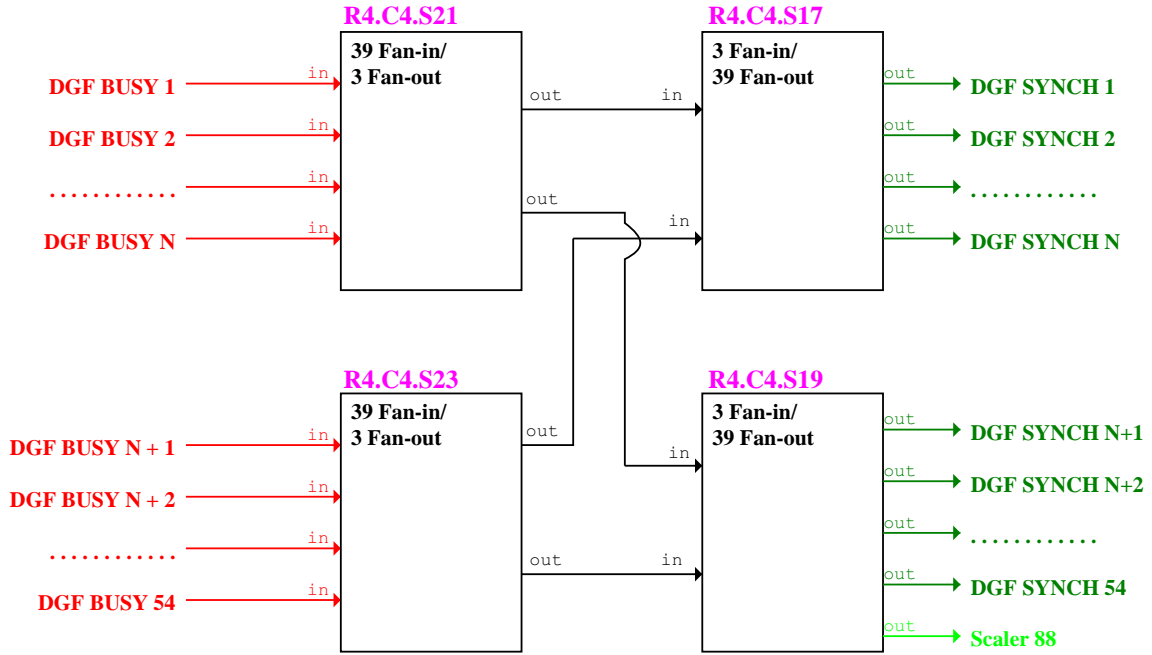 R4.C4.S21
39 Fan-in/
3 Fan-out
DGF BUSY 1
in
DGF BUSY 2
in
............
in
DGF BUSY N
in
out
out
R4.C4.S17
3 Fan-in/
39 Fan-out
in
in
out
DGF SYNCH 1
out
DGF SYNCH 2
out
............
out
DGF SYNCH N
R4.C4.S23
39 Fan-in/
3 Fan-out
DGF BUSY N + 1
in
DGF BUSY N + 2
in
............
in
DGF BUSY 54
in
out
out
R4.C4.S19
3 Fan-in/
39 Fan-out
in
in
out
DGF SYNCH N+1
out
DGF SYNCH N+2
out
............
out
DGF SYNCH 54
out
Scaler 88